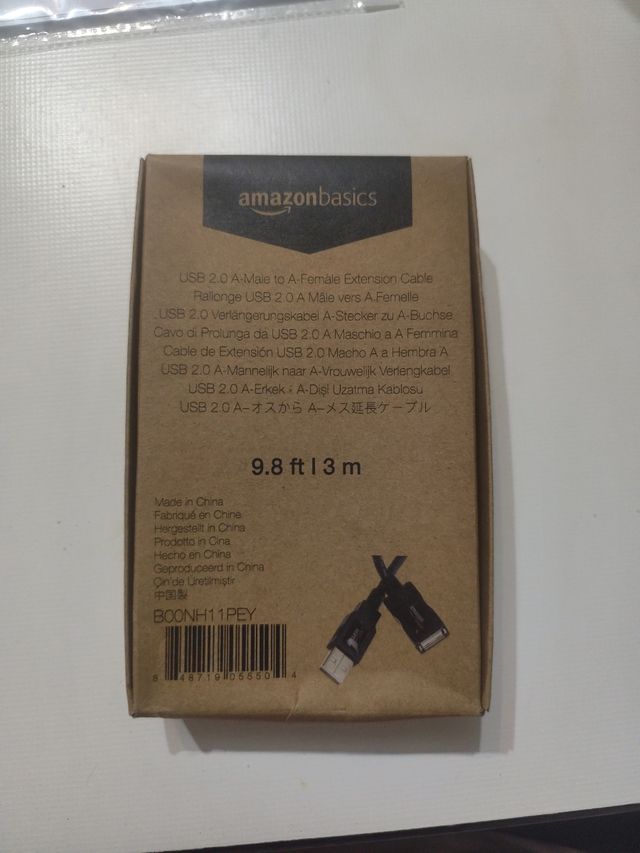 amazonbasics
USB 2.0 A-Male to A-Female Extension Cable
Rallonge USB 2.0 A Mâle vers A Femelle
USB 2.0 Verlängerungskabel A-Stecker zu A-Buchse
Cavo di Prolunga da USB 2.0 A Maschio a A Femmina
Cable de Extensión USB 2.0 Macho A a Hembra A
USB 2.0 A-Mannelijk naar A-Vrouwelijk Verlengkabel
USB 2.0 A-Erkek - A-Dişi Uzatma Kablosu
USB 2.0 A-オスから A-メス延長ケーブル
9.8 ft | 3 m
Made in China
Fabriqué en Chine
Hergestellt in China
Prodotto in Cina
Hecho en China
Geproduceerd in China
Çin'de Üretilmiştir
中国製
B00NH11PEY
8 48719 05550 4